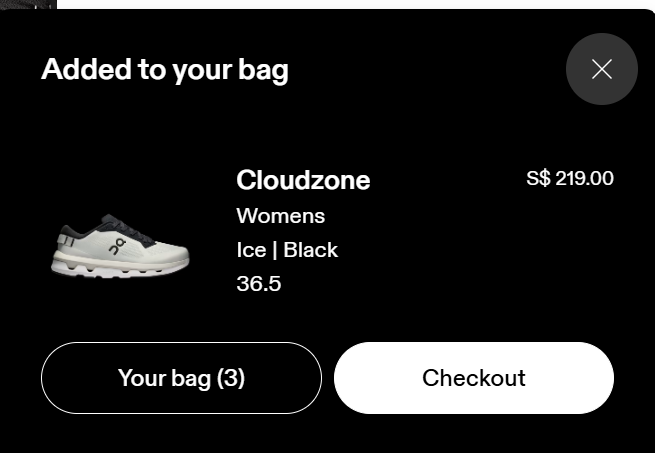 Added to your bag
Cloudzone
S$ 219.00
Womens
Ice | Black
36.5
Your bag (3)
Checkout